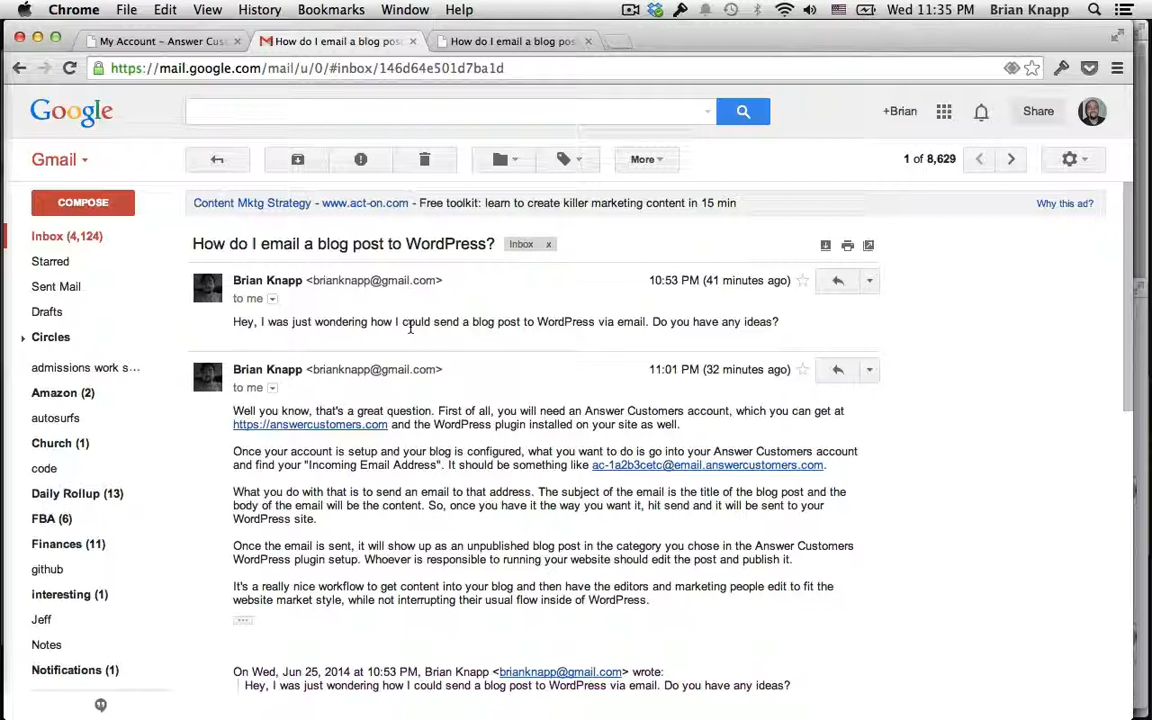 Chrome File Edit View History Bookmarks Window Help Wed 11:35 PM Brian Knapp
My Account – Answer Cus How do I email a blog pos How do I email a blog pos
https://mail.google.com/mail/u/0/#inbox/146d64e501d7ba1d
Google +Brian Share
Gmail More 1 of 8,629
COMPOSE
Content Mktg Strategy - www.act-on.com - Free toolkit: learn to create killer marketing content in 15 min Why this ad?
Inbox (4,124)
Starred
Sent Mail
Drafts
Circles
admissions work s...
Amazon (2)
autosurfs
Church (1)
code
Daily Rollup (13)
FBA (6)
Finances (11)
github
interesting (1)
Jeff
Notes
Notifications (1)
How do I email a blog post to WordPress? Inbox x
Brian Knapp <brianknapp@gmail.com> 10:53 PM (41 minutes ago)
to me
Hey, I was just wondering how I could send a blog post to WordPress via email. Do you have any ideas?
Brian Knapp <brianknapp@gmail.com> 11:01 PM (32 minutes ago)
to me
Well you know, that's a great question. First of all, you will need an Answer Customers account, which you can get at
https://answercustomers.com and the WordPress plugin installed on your site as well.
Once your account is setup and your blog is configured, what you want to do is go into your Answer Customers account
and find your "Incoming Email Address". It should be something like ac-1a2b3cetc@email.answercustomers.com.
What you do with that is to send an email to that address. The subject of the email is the title of the blog post and the
body of the email will be the content. So, once you have it the way you want it, hit send and it will be sent to your
WordPress site.
Once the email is sent, it will show up as an unpublished blog post in the category you chose in the Answer Customers
WordPress plugin setup. Whoever is responsible to running your website should edit the post and publish it.
It's a really nice workflow to get content into your blog and then have the editors and marketing people edit to fit the
website market style, while not interrupting their usual flow inside of WordPress.
On Wed, Jun 25, 2014 at 10:53 PM, Brian Knapp <brianknapp@gmail.com> wrote:
Hey, I was just wondering how I could send a blog post to WordPress via email. Do you have any ideas?